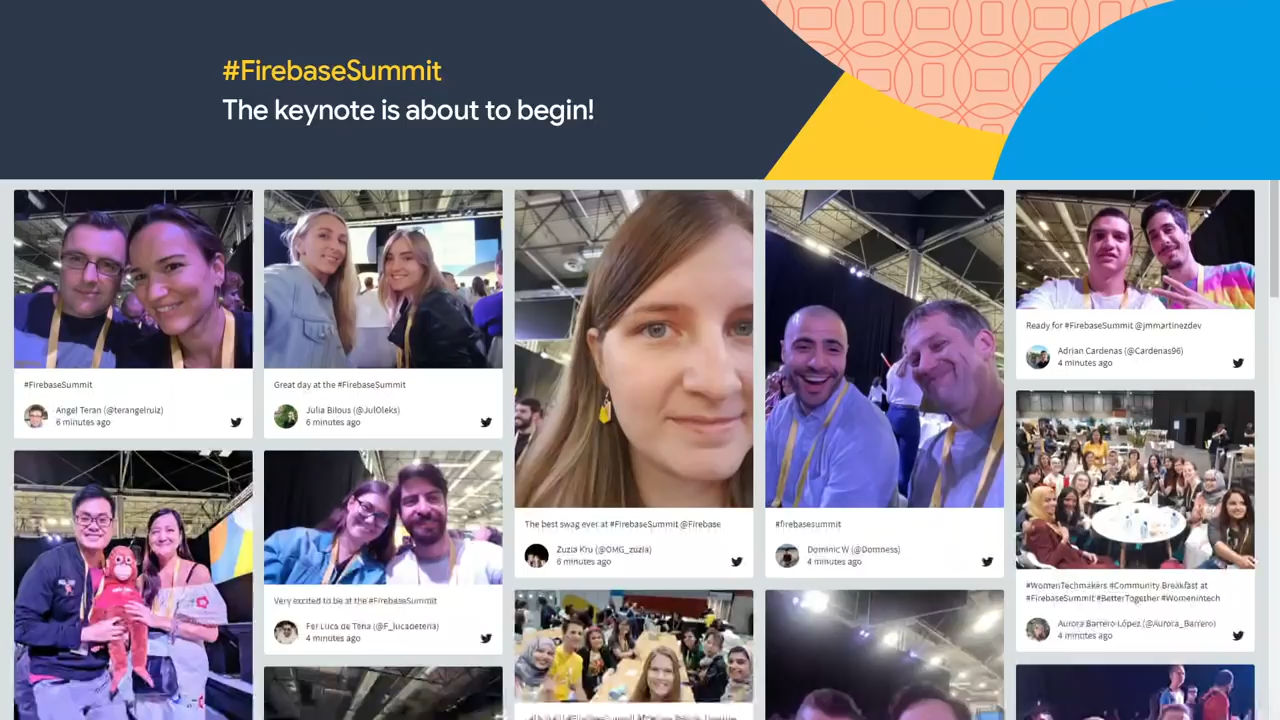 #FirebaseSummit
The keynote is about to begin!
#FirebaseSummit
Angel Teran (@terangelruiz)
6 minutes ago
Great day at the #FirebaseSummit
Julia Bilous (@JulOleks)
6 minutes ago
The best swag ever at #FirebaseSummit @Firebase
Zuzia Kru (@OMG_zuzia)
6 minutes ago
#firebasesummit
Dominic W (@Domness)
4 minutes ago
Ready for #FirebaseSummit @jmmartinezdev
Adrian Cardenas (@Cardenas96)
4 minutes ago
Very excited to be at the #FirebaseSummit
Fer Luca de Tena (@F_lucadetena)
4 minutes ago
#WomenTechmakers #Community Breakfast at
#FirebaseSummit #BetterTogether #Womenintech
Aurora Barrero-López (@Aurora_Barrero)
4 minutes ago